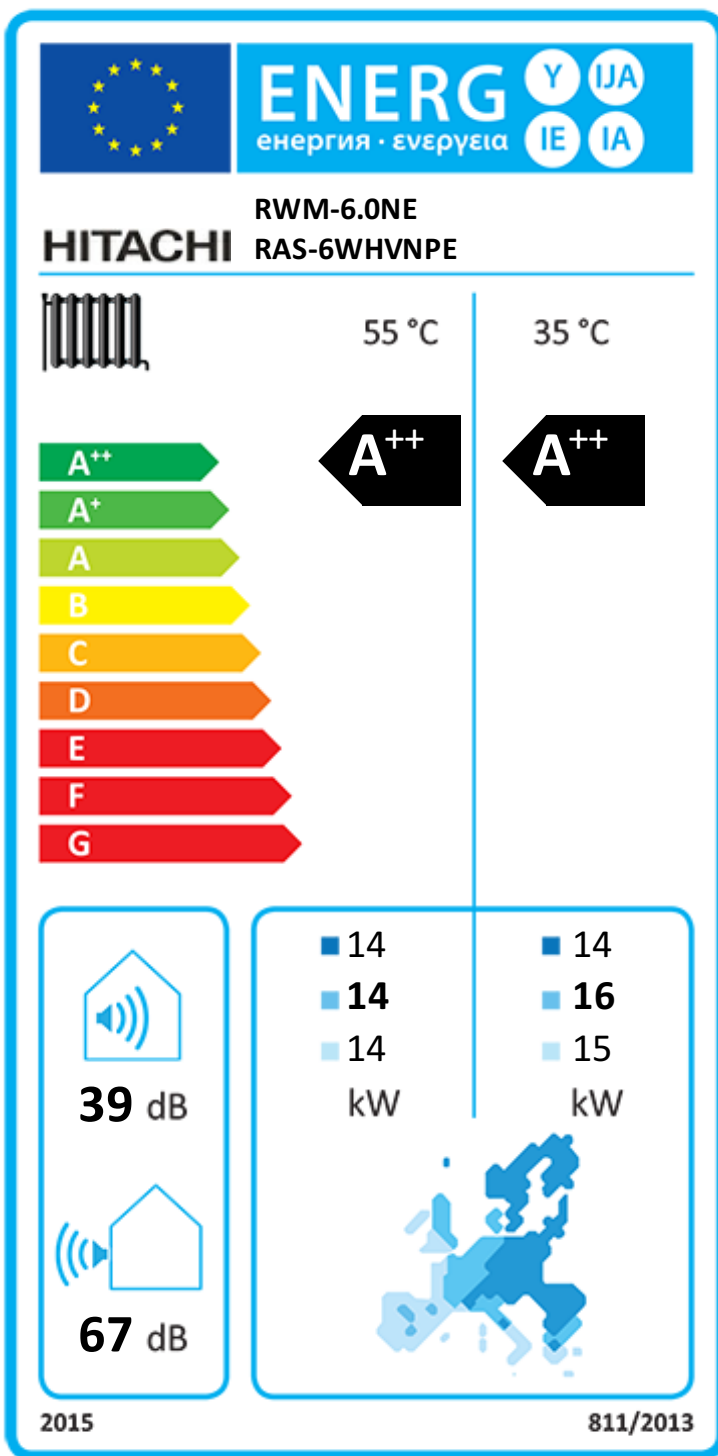 ENERG Y IJA
енергия · ενεργεια IE IA
HITACHI
RWM-6.0NE
RAS-6WHVNPE
55 °C 35 °C
A++ A++ A++
A+
A
B
C
D
E
F
G
14 14
14 16
14 15
kW kW
39 dB
67 dB
2015 811/2013